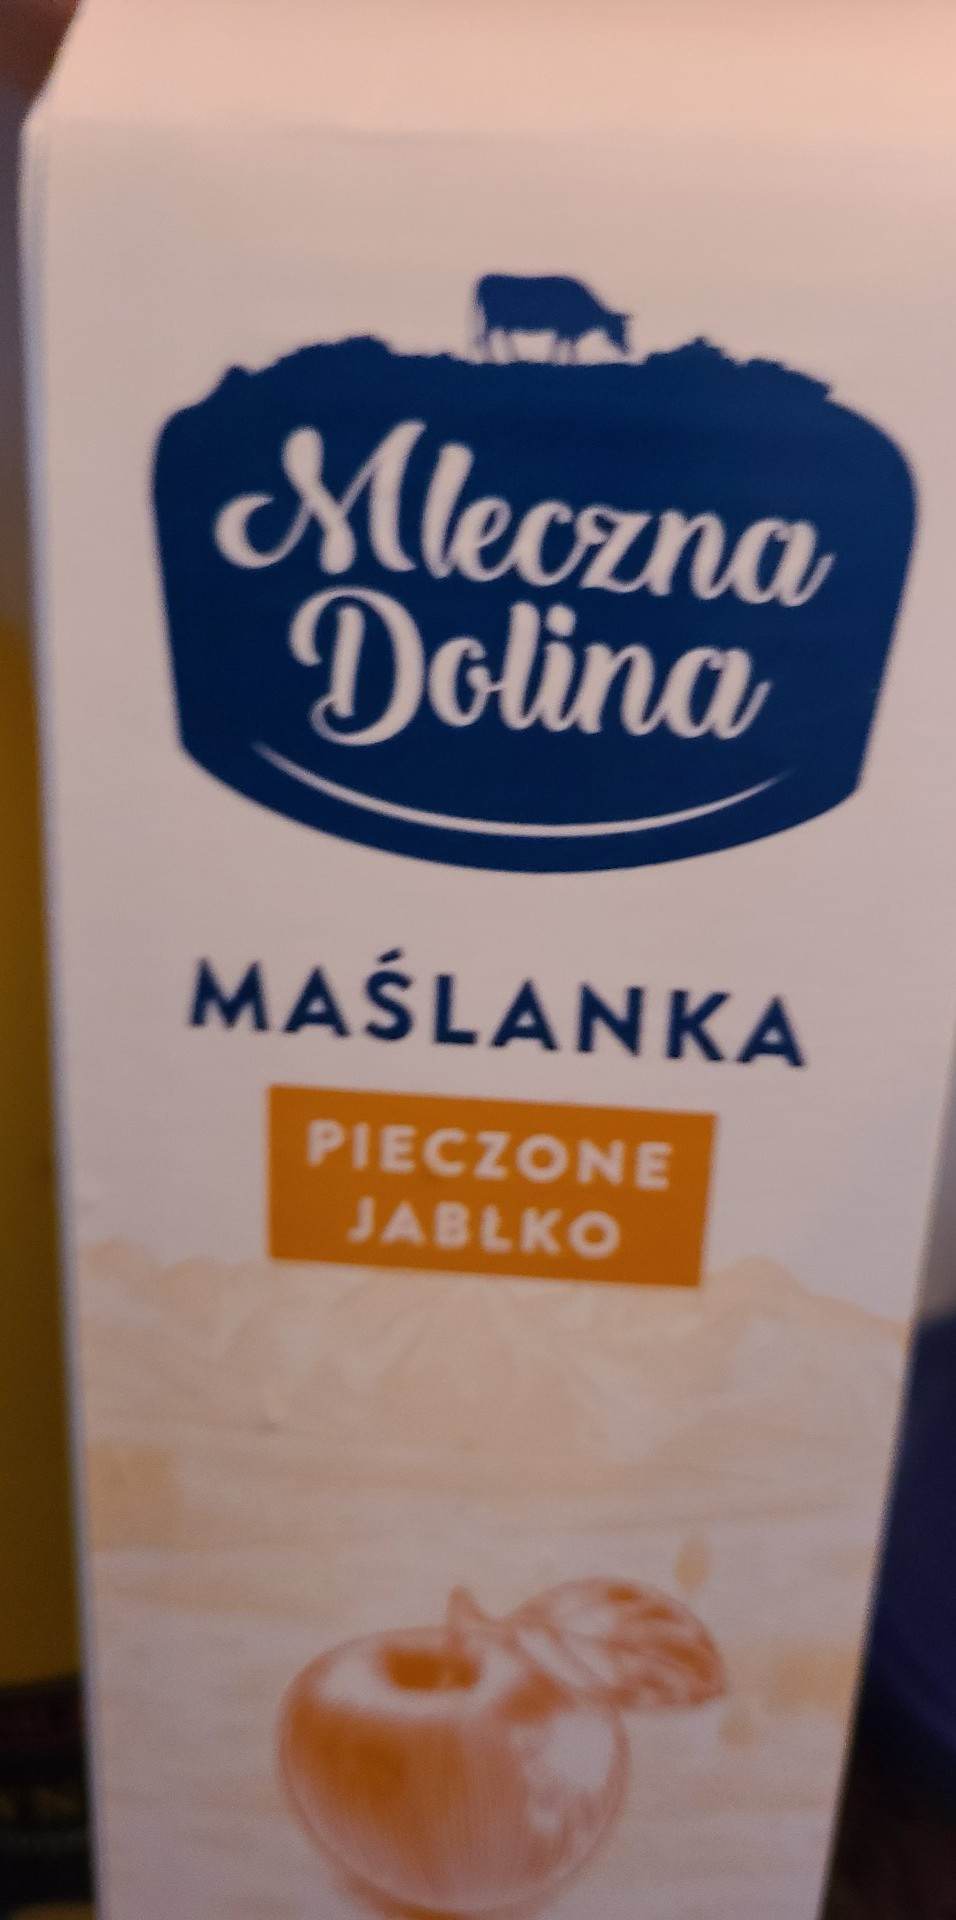 Mleczna
Dolina
MAŚLANKA
PIECZONE
JABŁKO